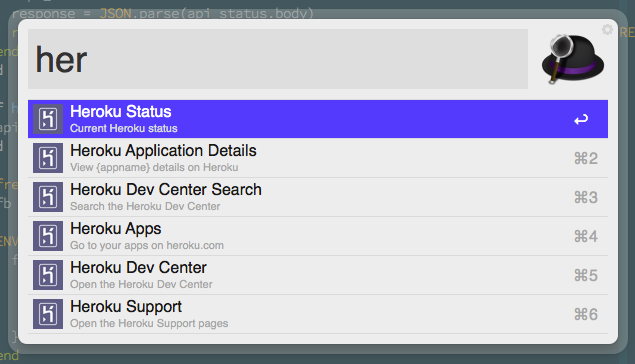 response = JSON.parse(api_status.body)
her
Heroku Status
Current Heroku status
Heroku Application Details
View {appname} details on Heroku
⌘2
Heroku Dev Center Search
Search the Heroku Dev Center
⌘3
Heroku Apps
Go to your apps on heroku.com
⌘4
Heroku Dev Center
Open the Heroku Dev Center
⌘5
Heroku Support
Open the Heroku Support pages
⌘6
end